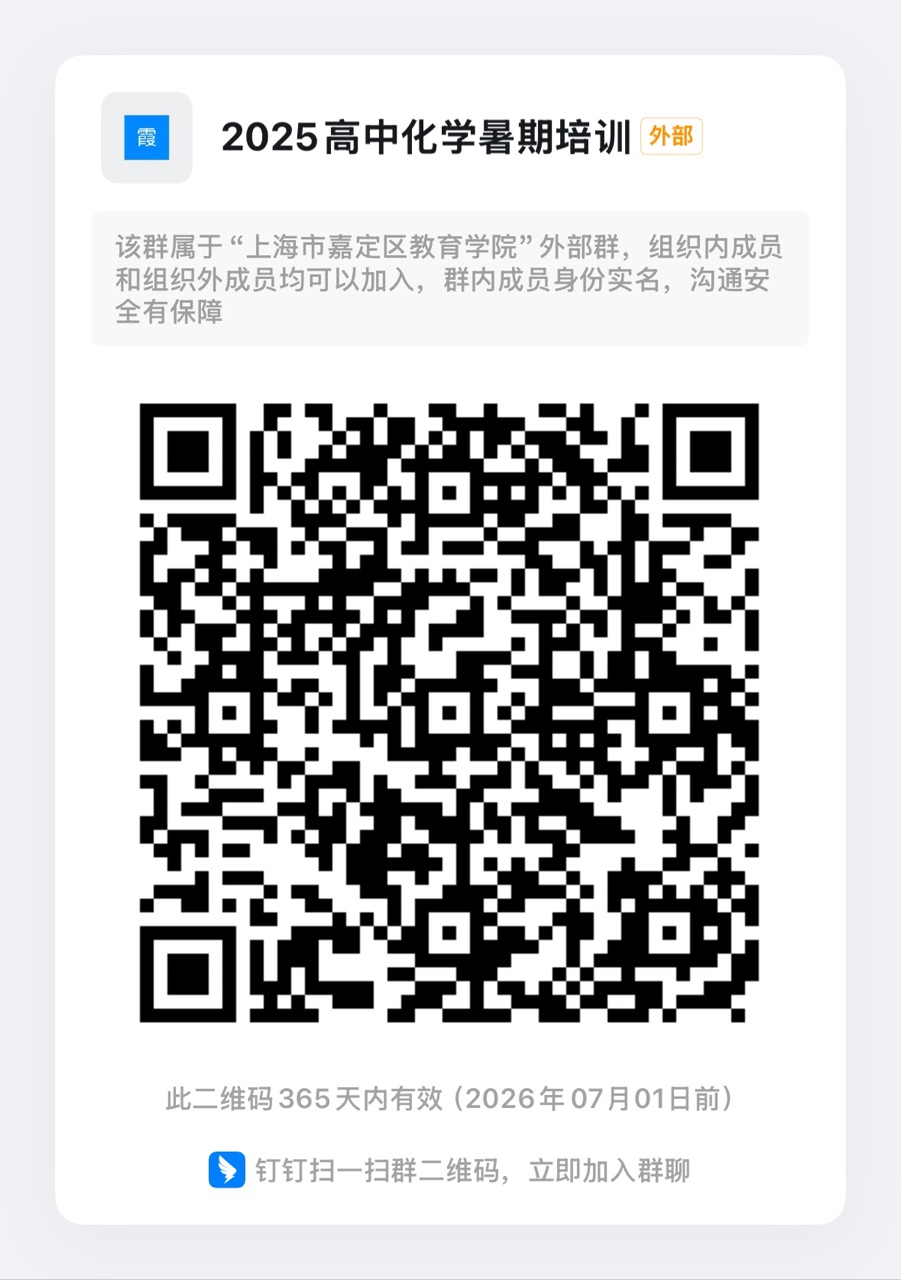 霞
2025高中化学暑期培训 外部
该群属于“上海市嘉定区教育学院”外部群，组织内成员
和组织外成员均可以加入，群内成员身份实名，沟通安
全有保障
此二维码365天内有效（2026年07月01日前）
钉钉扫一扫群二维码，立即加入群聊